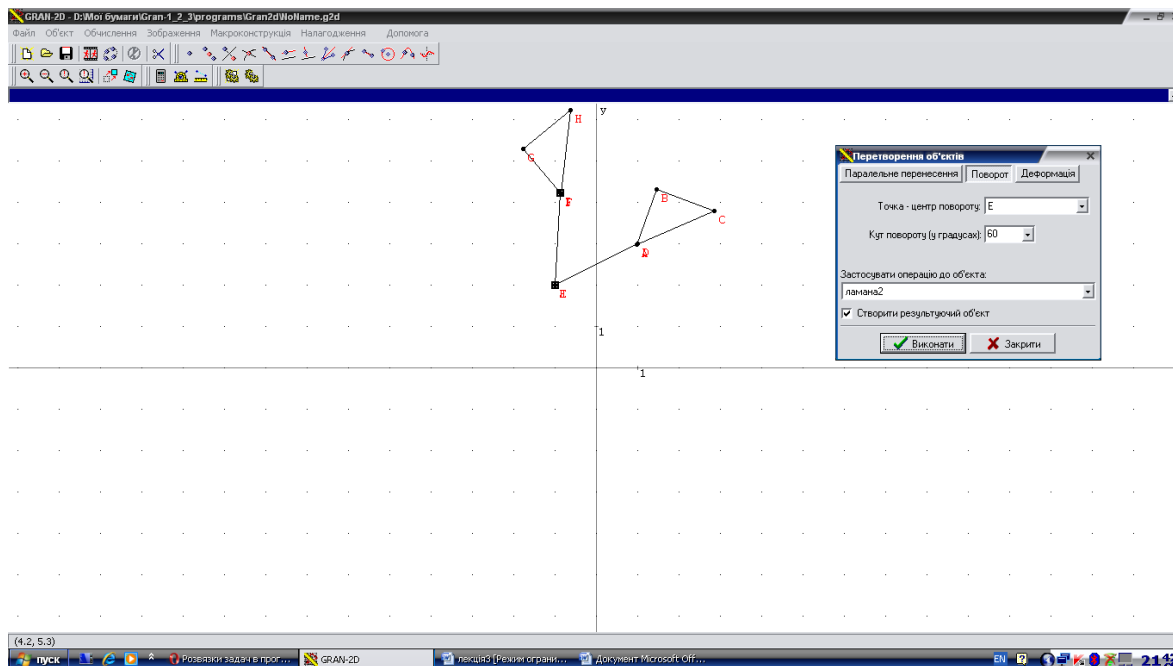 GRAN-2D - D:\Мої бумаги\Gran-1_2_3\programs\Gran2d\NoName.g2d
Файл Об'єкт Обчислення Зображення Макроконструкція Налагодження Допомога
y
H
G
F
B
C
E
1
1
Перетворення об'єктів
Паралельне перенесення Поворот Деформація
Точка - центр повороту: E
Кут повороту (у градусах): 60
Застосувати операцію до об'єкта:
ламана2
Створити результуючий об'єкт
Виконати Закрити
(4.2, 5.3)
пуск Розвязки задач в прог... GRAN-2D лекція3 [Режим ограни... Документ Microsoft Off... EN